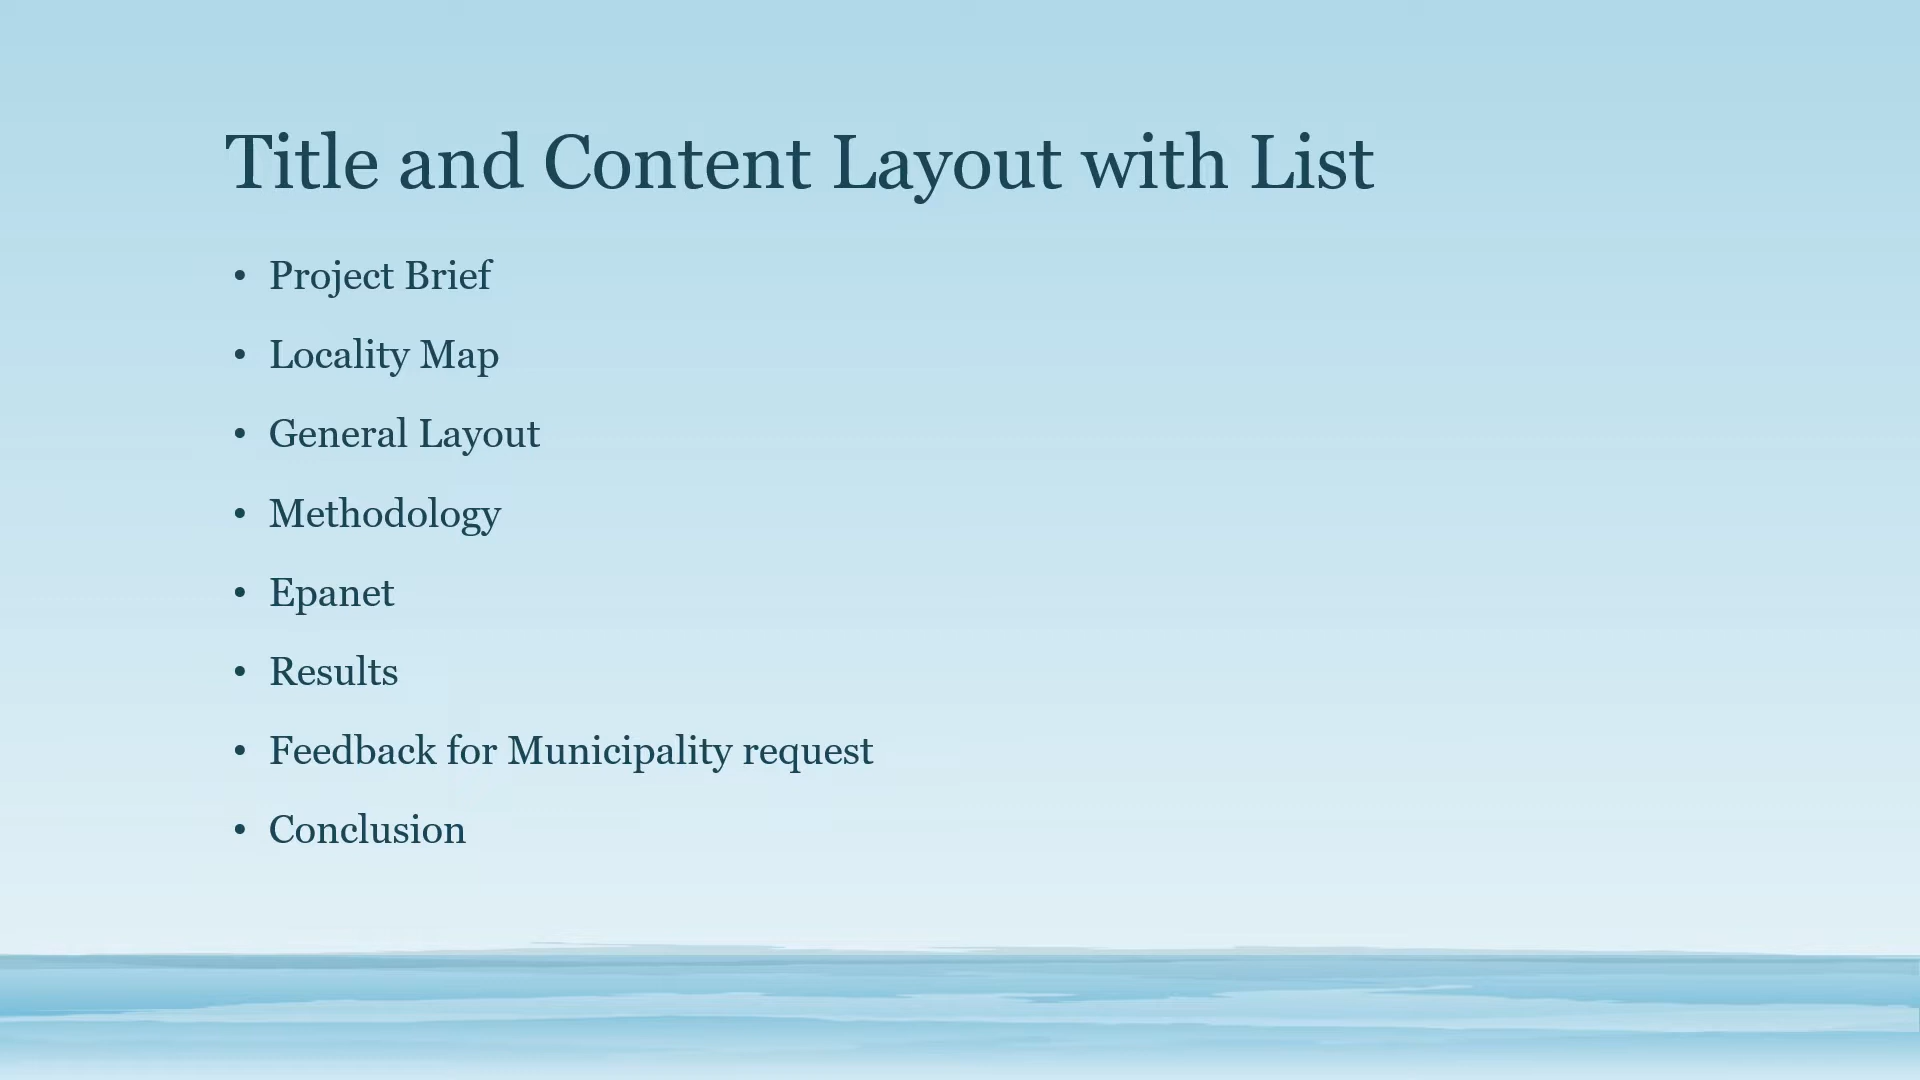 Title and Content Layout with List
• Project Brief
• Locality Map
• General Layout
• Methodology
• Epanet
• Results
• Feedback for Municipality request
• Conclusion